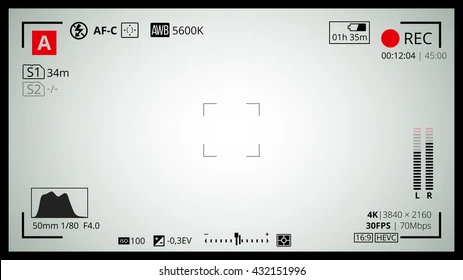 A AF-C AWB 5600K
01h 35m
REC
00:12:04 | 45:00
S1 34m
S2 -/-
L R
50mm 1/80 F4.0
ISO 100 -0,3EV
4K | 3840 × 2160
30FPS | 70Mbps
16:9 HEVC
shutterstock.com · 432151996